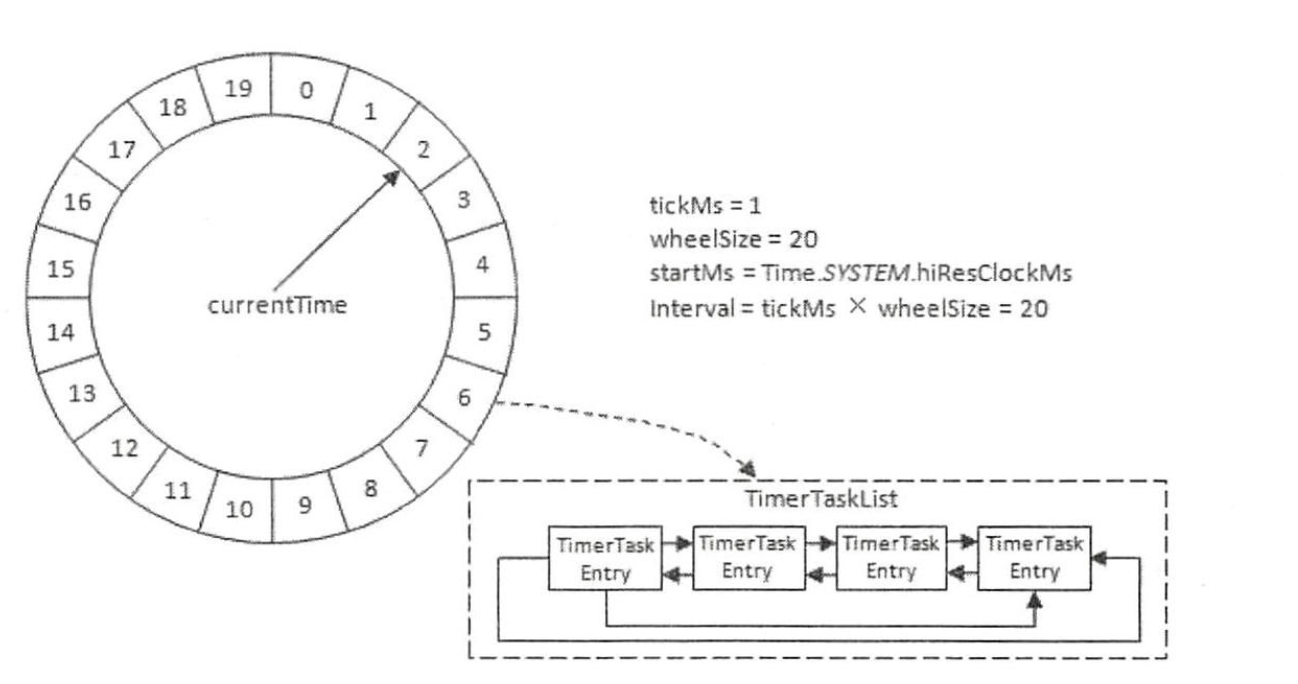 0
1
2
3
4
5
6
7
8
9
10
11
12
13
14
15
16
17
18
19
currentTime
tickMs = 1
wheelSize = 20
startMs = Time.SYSTEM.hiResClockMs
Interval = tickMs × wheelSize = 20
TimerTaskList
TimerTask
Entry
TimerTask
Entry
TimerTask
Entry
TimerTask
Entry